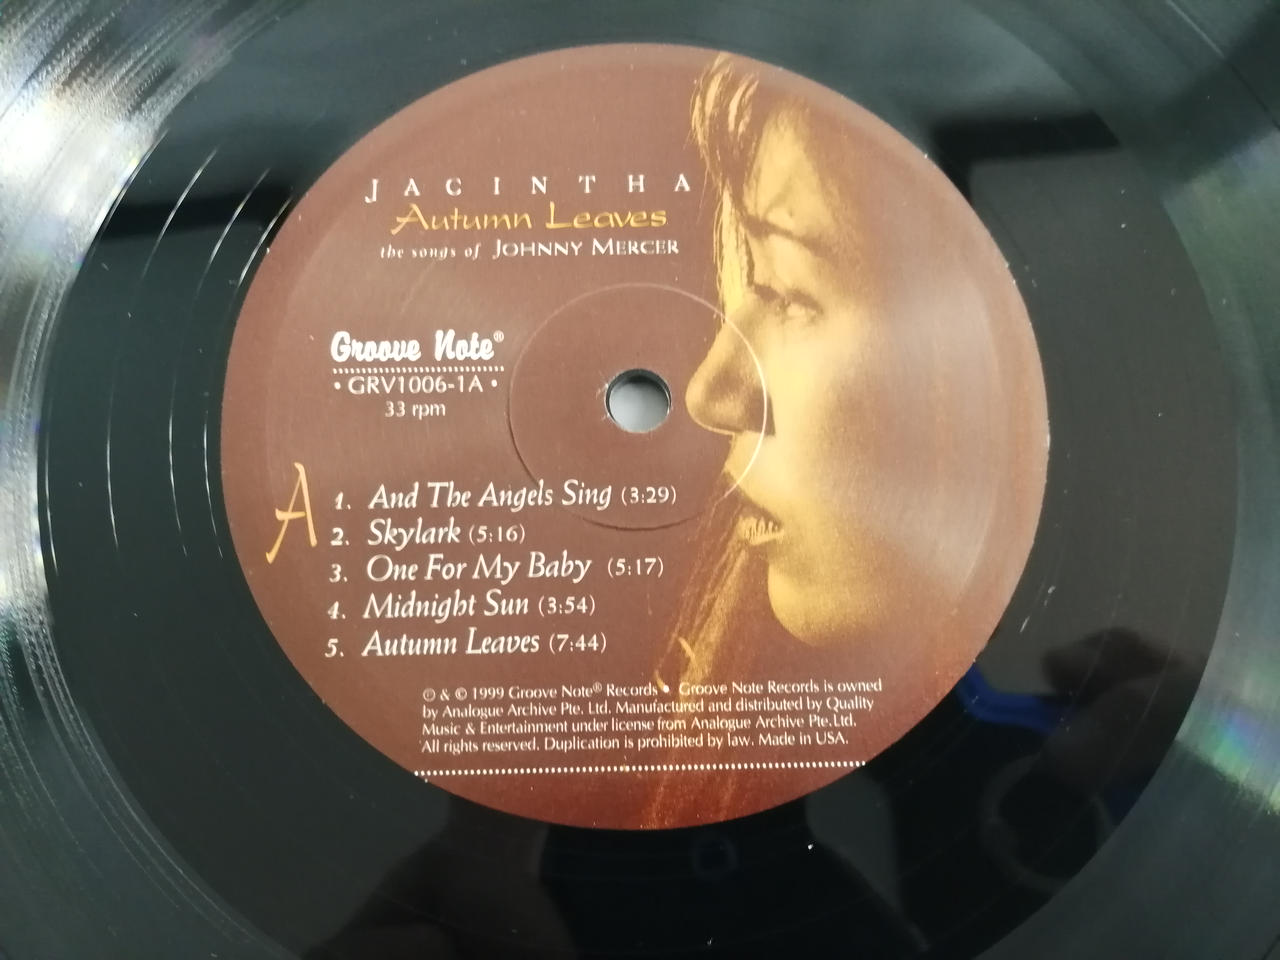 JACINTHA
Autumn Leaves
the songs of JOHNNY MERCER
Groove Note®
• GRV1006-1A •
33 rpm
A
1. And The Angels Sing (3:29)
2. Skylark (5:16)
3. One For My Baby (5:17)
4. Midnight Sun (3:54)
5. Autumn Leaves (7:44)
℗ & © 1999 Groove Note® Records • Groove Note Records is owned
by Analogue Archive Pte. Ltd. Manufactured and distributed by Quality
Music & Entertainment under license from Analogue Archive Pte.Ltd.
All rights reserved. Duplication is prohibited by law. Made in USA.